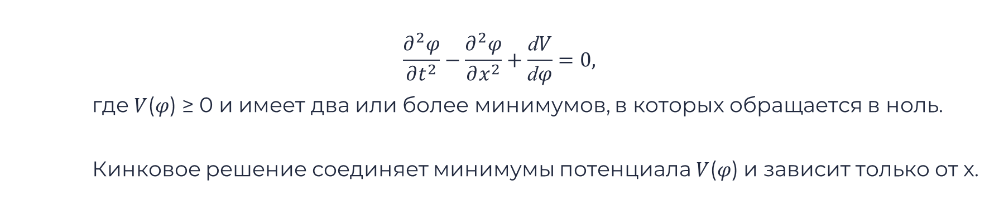 ∂²φ/∂t² − ∂²φ/∂x² + dV/dφ = 0,
где V(φ) ≥ 0 и имеет два или более минимумов, в которых обращается в ноль.
Кинковое решение соединяет минимумы потенциала V(φ) и зависит только от x.